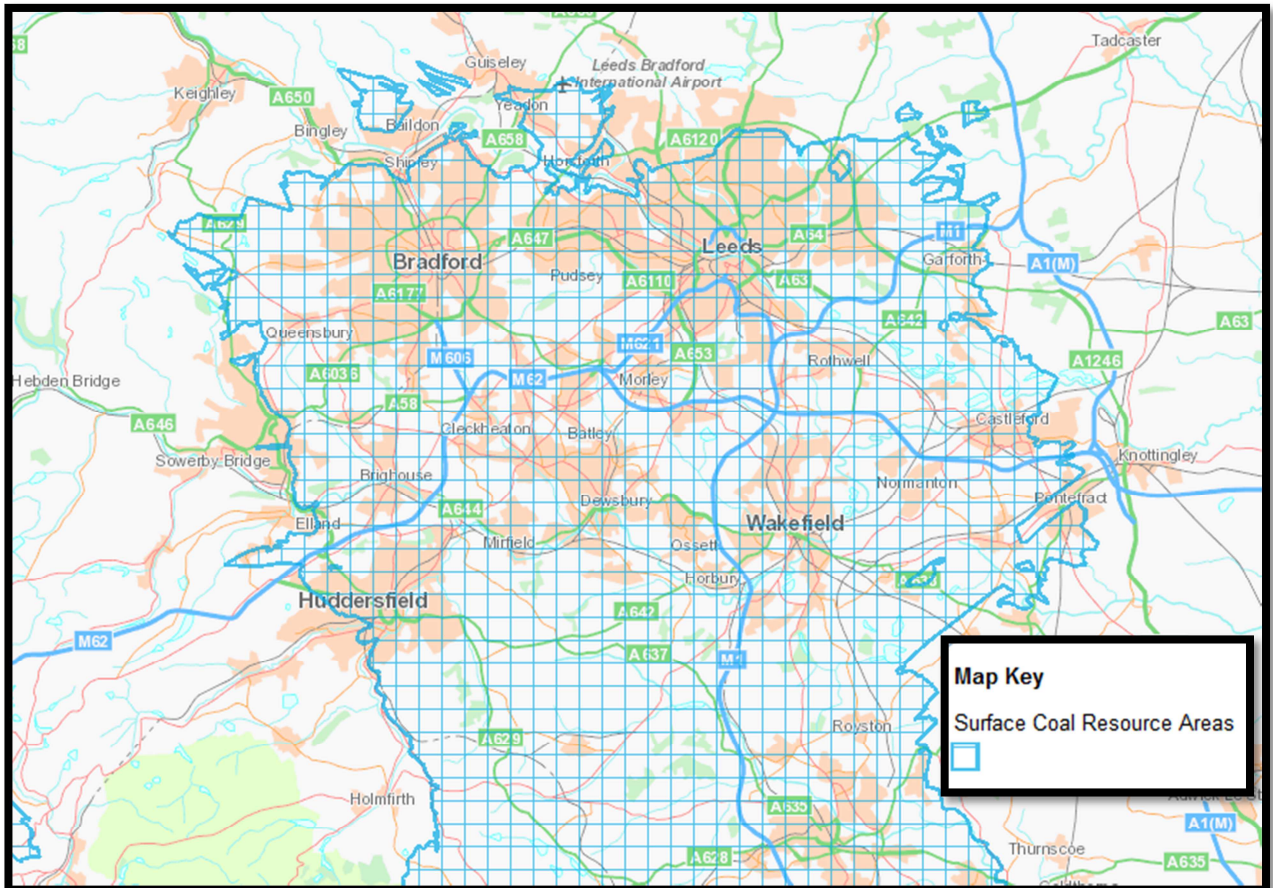 Tadcaster
Guiseley
Leeds Bradford
International Airport
Keighley
A650
Yeadon
Bingley
Baildon
A658
A6120
Shipley
Horsforth
A629
A647
Leeds
A64
M1
Bradford
Garforth
A1(M)
Pudsey
A6110
A63
A6177
A642
A63
Queensbury
M621
M606
A653
Rothwell
A1246
Hebden Bridge
A6036
M62
Morley
A58
A646
Castleford
Cleckheaton
Batley
Sowerby Bridge
Knottingley
Brighouse
Normanton
Dewsbury
Pontefract
A644
Elland
Wakefield
Mirfield
Ossett
Horbury
Huddersfield
A642
M62
A637
M1
Map Key
Surface Coal Resource Areas
Royston
A629
Holmfirth
A635
A1(M)
Thurnscoe
A628
A635